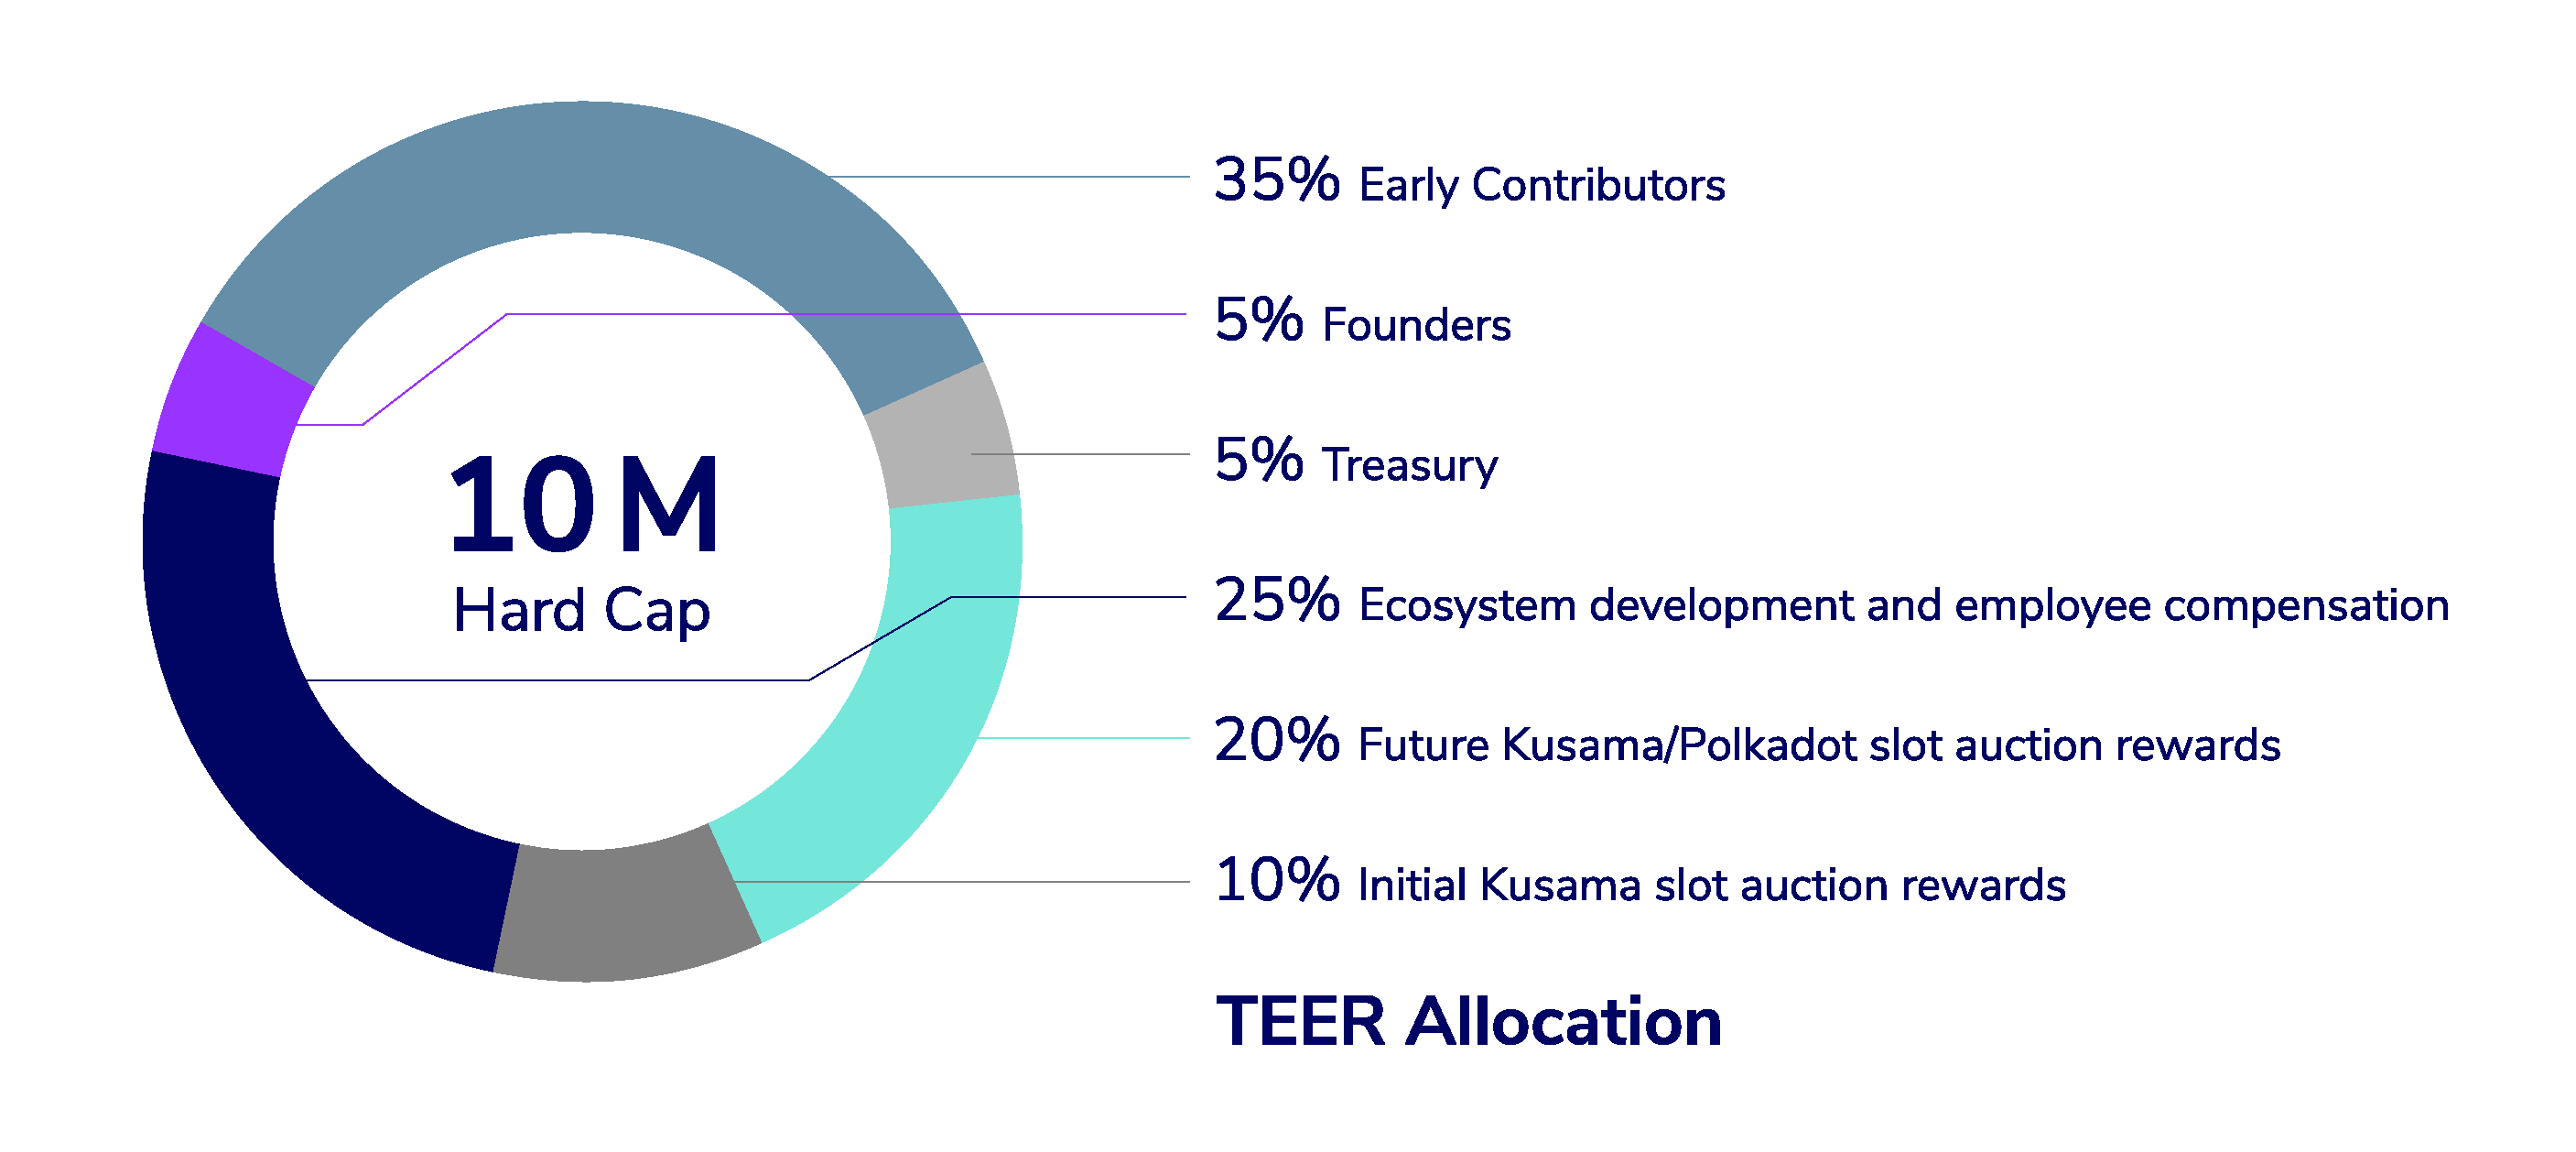 10 M
Hard Cap
35% Early Contributors
5% Founders
5% Treasury
25% Ecosystem development and employee compensation
20% Future Kusama/Polkadot slot auction rewards
10% Initial Kusama slot auction rewards
TEER Allocation